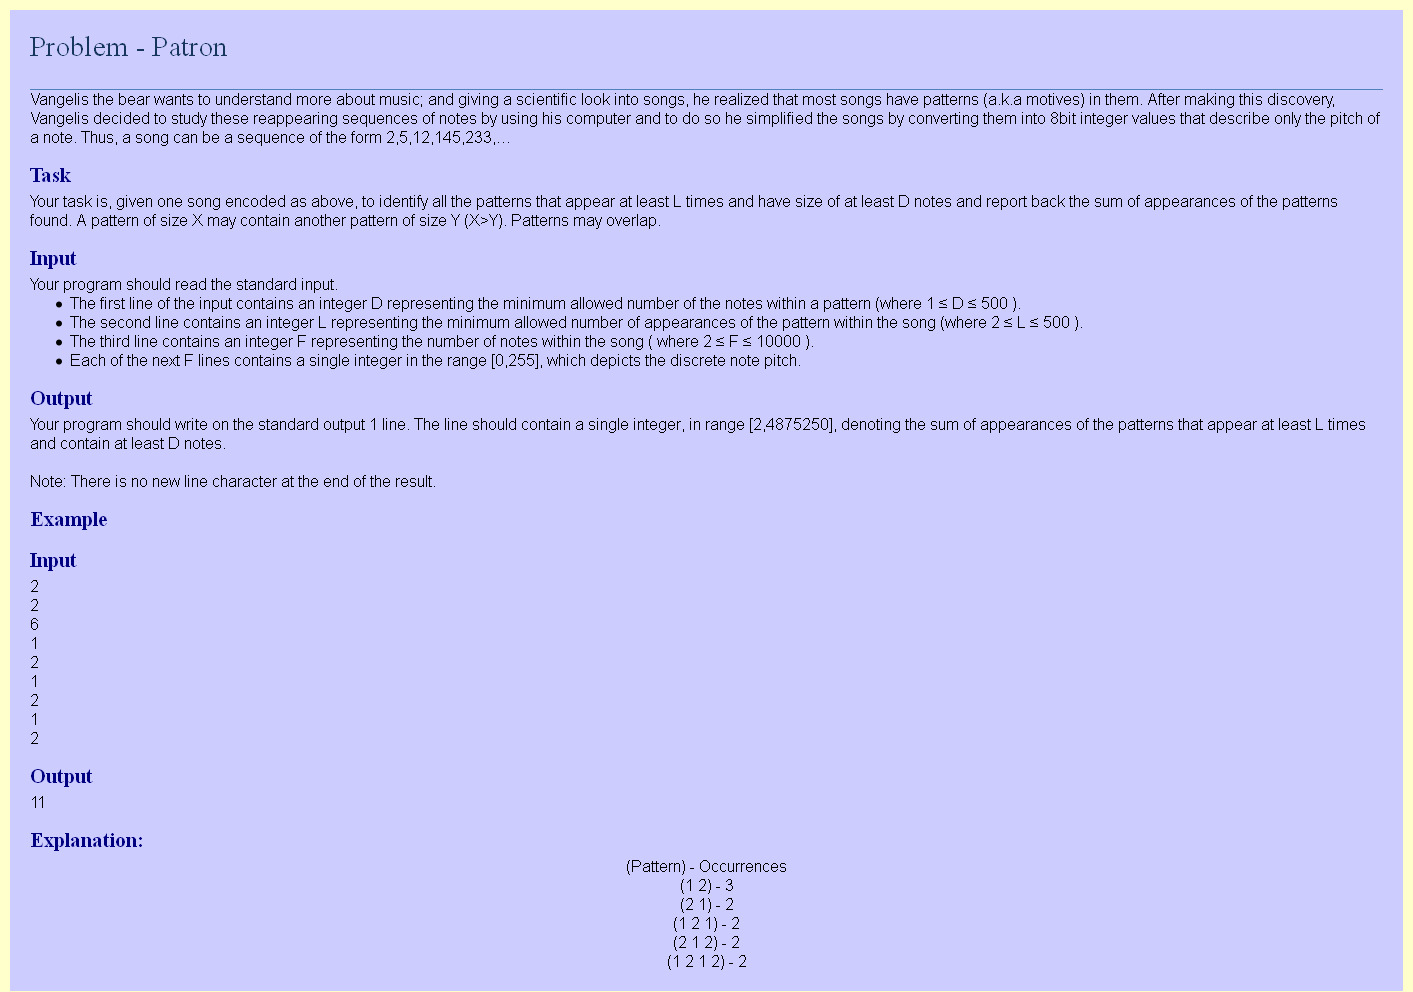 Problem - Patron
Vangelis the bear wants to understand more about music; and giving a scientific look into songs, he realized that most songs have patterns (a.k.a motives) in them. After making this discovery,
Vangelis decided to study these reappearing sequences of notes by using his computer and to do so he simplified the songs by converting them into 8bit integer values that describe only the pitch of
a note. Thus, a song can be a sequence of the form 2,5,12,145,233,...
Task
Your task is, given one song encoded as above, to identify all the patterns that appear at least L times and have size of at least D notes and report back the sum of appearances of the patterns
found. A pattern of size X may contain another pattern of size Y (X>Y). Patterns may overlap.
Input
Your program should read the standard input.
• The first line of the input contains an integer D representing the minimum allowed number of the notes within a pattern (where 1 ≤ D ≤ 500 ).
• The second line contains an integer L representing the minimum allowed number of appearances of the pattern within the song (where 2 ≤ L ≤ 500 ).
• The third line contains an integer F representing the number of notes within the song ( where 2 ≤ F ≤ 10000 ).
• Each of the next F lines contains a single integer in the range [0,255], which depicts the discrete note pitch.
Output
Your program should write on the standard output 1 line. The line should contain a single integer, in range [2,4875250], denoting the sum of appearances of the patterns that appear at least L times
and contain at least D notes.
Note: There is no new line character at the end of the result.
Example
Input
2
2
6
1
2
1
2
1
2
Output
11
Explanation:
(Pattern) - Occurrences
(1 2) - 3
(2 1) - 2
(1 2 1) - 2
(2 1 2) - 2
(1 2 1 2) - 2